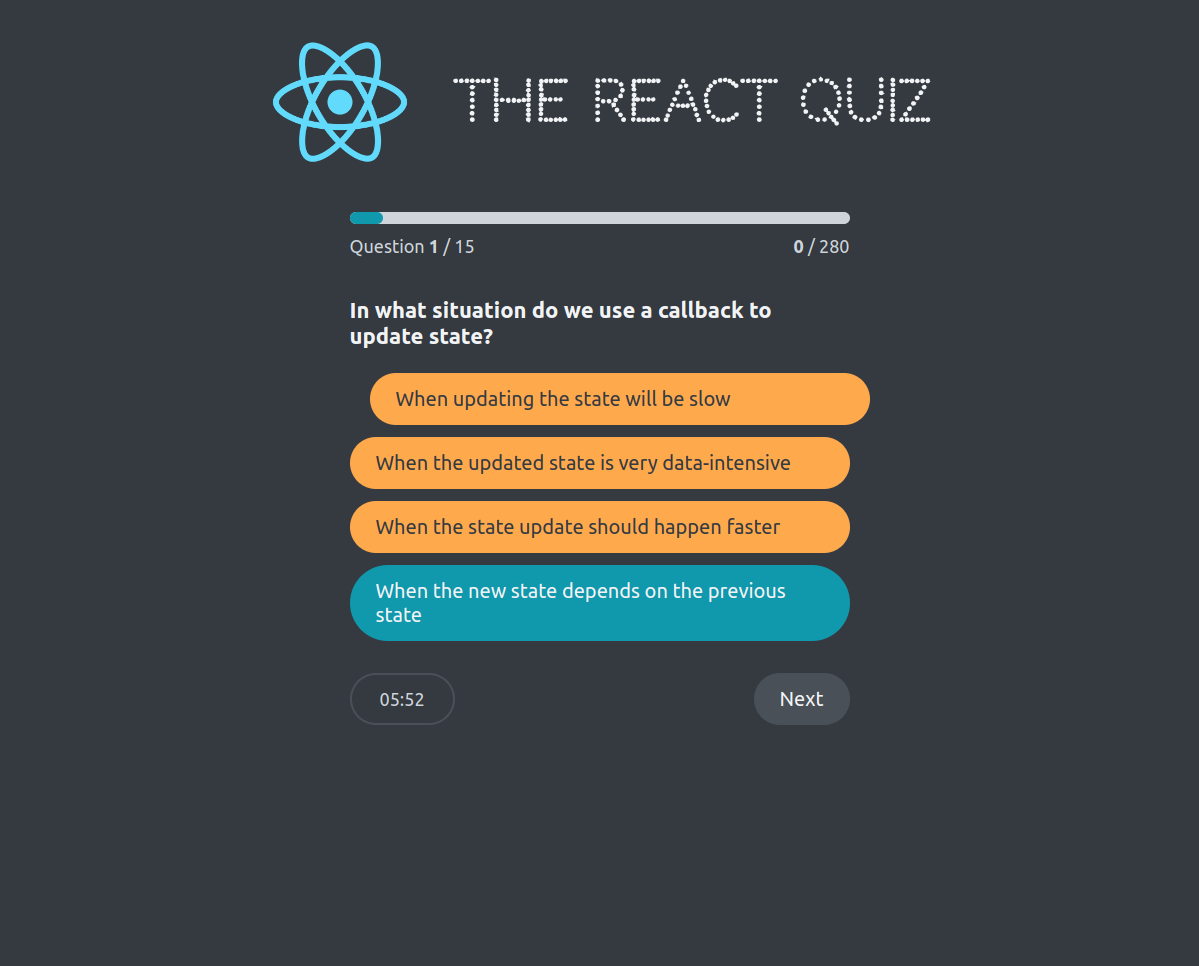 THE REACT QUIZ
Question 1 / 15
0 / 280
In what situation do we use a callback to
update state?
When updating the state will be slow
When the updated state is very data-intensive
When the state update should happen faster
When the new state depends on the previous
state
05:52
Next